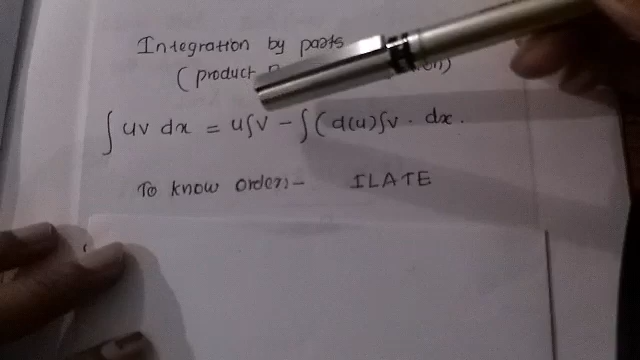 Integration by parts
(product
∫ uv dx = u∫v - ∫(d(u)∫v. dx.
To know order:- ILATE